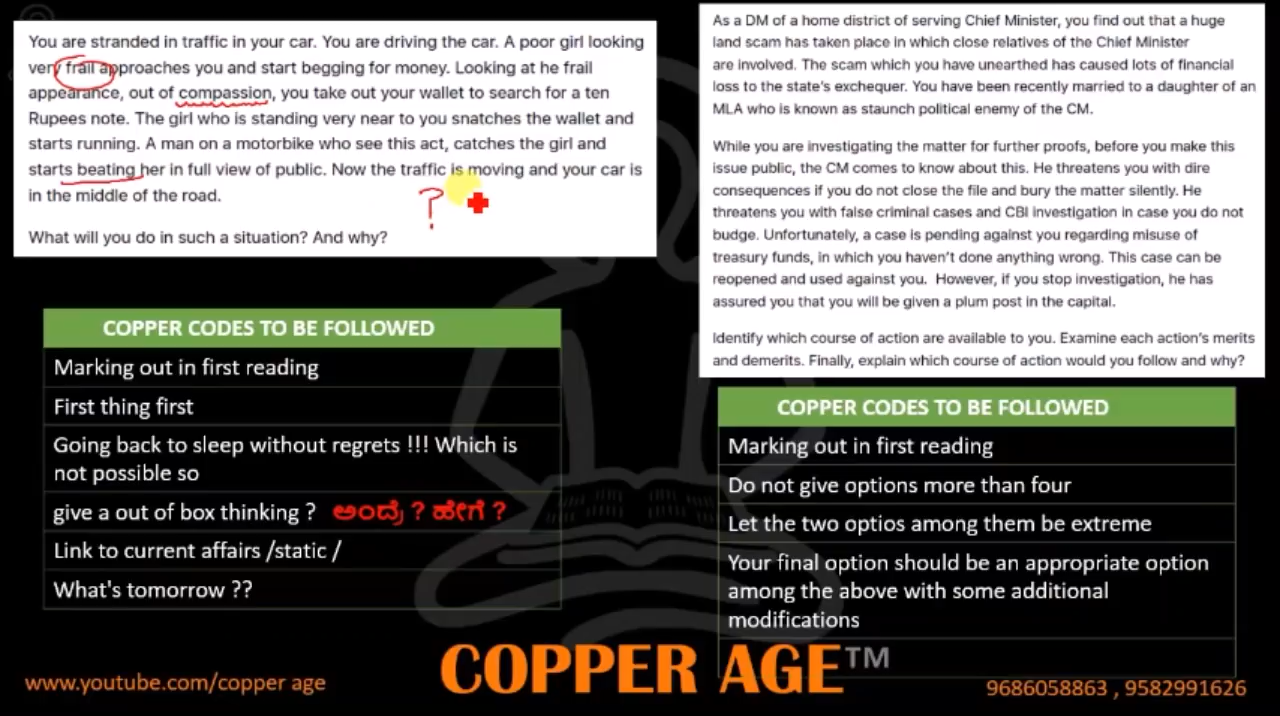 You are stranded in traffic in your car. You are driving the car. A poor girl looking
very frail approaches you and start begging for money. Looking at he frail
appearance, out of compassion, you take out your wallet to search for a ten
Rupees note. The girl who is standing very near to you snatches the wallet and
starts running. A man on a motorbike who see this act, catches the girl and
starts beating her in full view of public. Now the traffic is moving and your car is
in the middle of the road.
?
What will you do in such a situation? And why?
COPPER CODES TO BE FOLLOWED
Marking out in first reading
First thing first
Going back to sleep without regrets !!! Which is
not possible so
give a out of box thinking ? ಅಂದ್ರೆ ? ಹೇಗೆ ?
Link to current affairs /static /
What's tomorrow ??
As a DM of a home district of serving Chief Minister, you find out that a huge
land scam has taken place in which close relatives of the Chief Minister
are involved. The scam which you have unearthed has caused lots of financial
loss to the state's exchequer. You have been recently married to a daughter of an
MLA who is known as staunch political enemy of the CM.
While you are investigating the matter for further proofs, before you make this
issue public, the CM comes to know about this. He threatens you with dire
consequences if you do not close the file and bury the matter silently. He
threatens you with false criminal cases and CBI investigation in case you do not
budge. Unfortunately, a case is pending against you regarding misuse of
treasury funds, in which you haven't done anything wrong. This case can be
reopened and used against you. However, if you stop investigation, he has
assured you that you will be given a plum post in the capital.
Identify which course of action are available to you. Examine each action's merits
and demerits. Finally, explain which course of action would you follow and why?
COPPER CODES TO BE FOLLOWED
Marking out in first reading
Do not give options more than four
Let the two optios among them be extreme
Your final option should be an appropriate option
among the above with some additional
modifications
COPPER AGE™
www.youtube.com/copper age
9686058863 , 9582991626